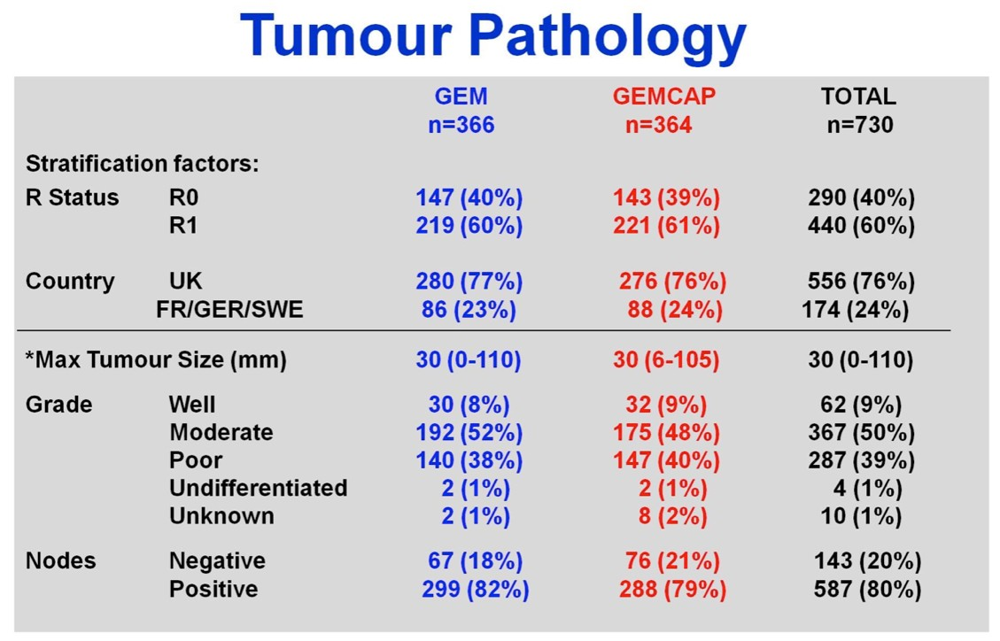 Tumour Pathology
GEM GEMCAP TOTAL
n=366 n=364 n=730
Stratification factors:
R Status R0 147 (40%) 143 (39%) 290 (40%)
R1 219 (60%) 221 (61%) 440 (60%)
Country UK 280 (77%) 276 (76%) 556 (76%)
FR/GER/SWE 86 (23%) 88 (24%) 174 (24%)
*Max Tumour Size (mm) 30 (0-110) 30 (6-105) 30 (0-110)
Grade Well 30 (8%) 32 (9%) 62 (9%)
Moderate 192 (52%) 175 (48%) 367 (50%)
Poor 140 (38%) 147 (40%) 287 (39%)
Undifferentiated 2 (1%) 2 (1%) 4 (1%)
Unknown 2 (1%) 8 (2%) 10 (1%)
Nodes Negative 67 (18%) 76 (21%) 143 (20%)
Positive 299 (82%) 288 (79%) 587 (80%)